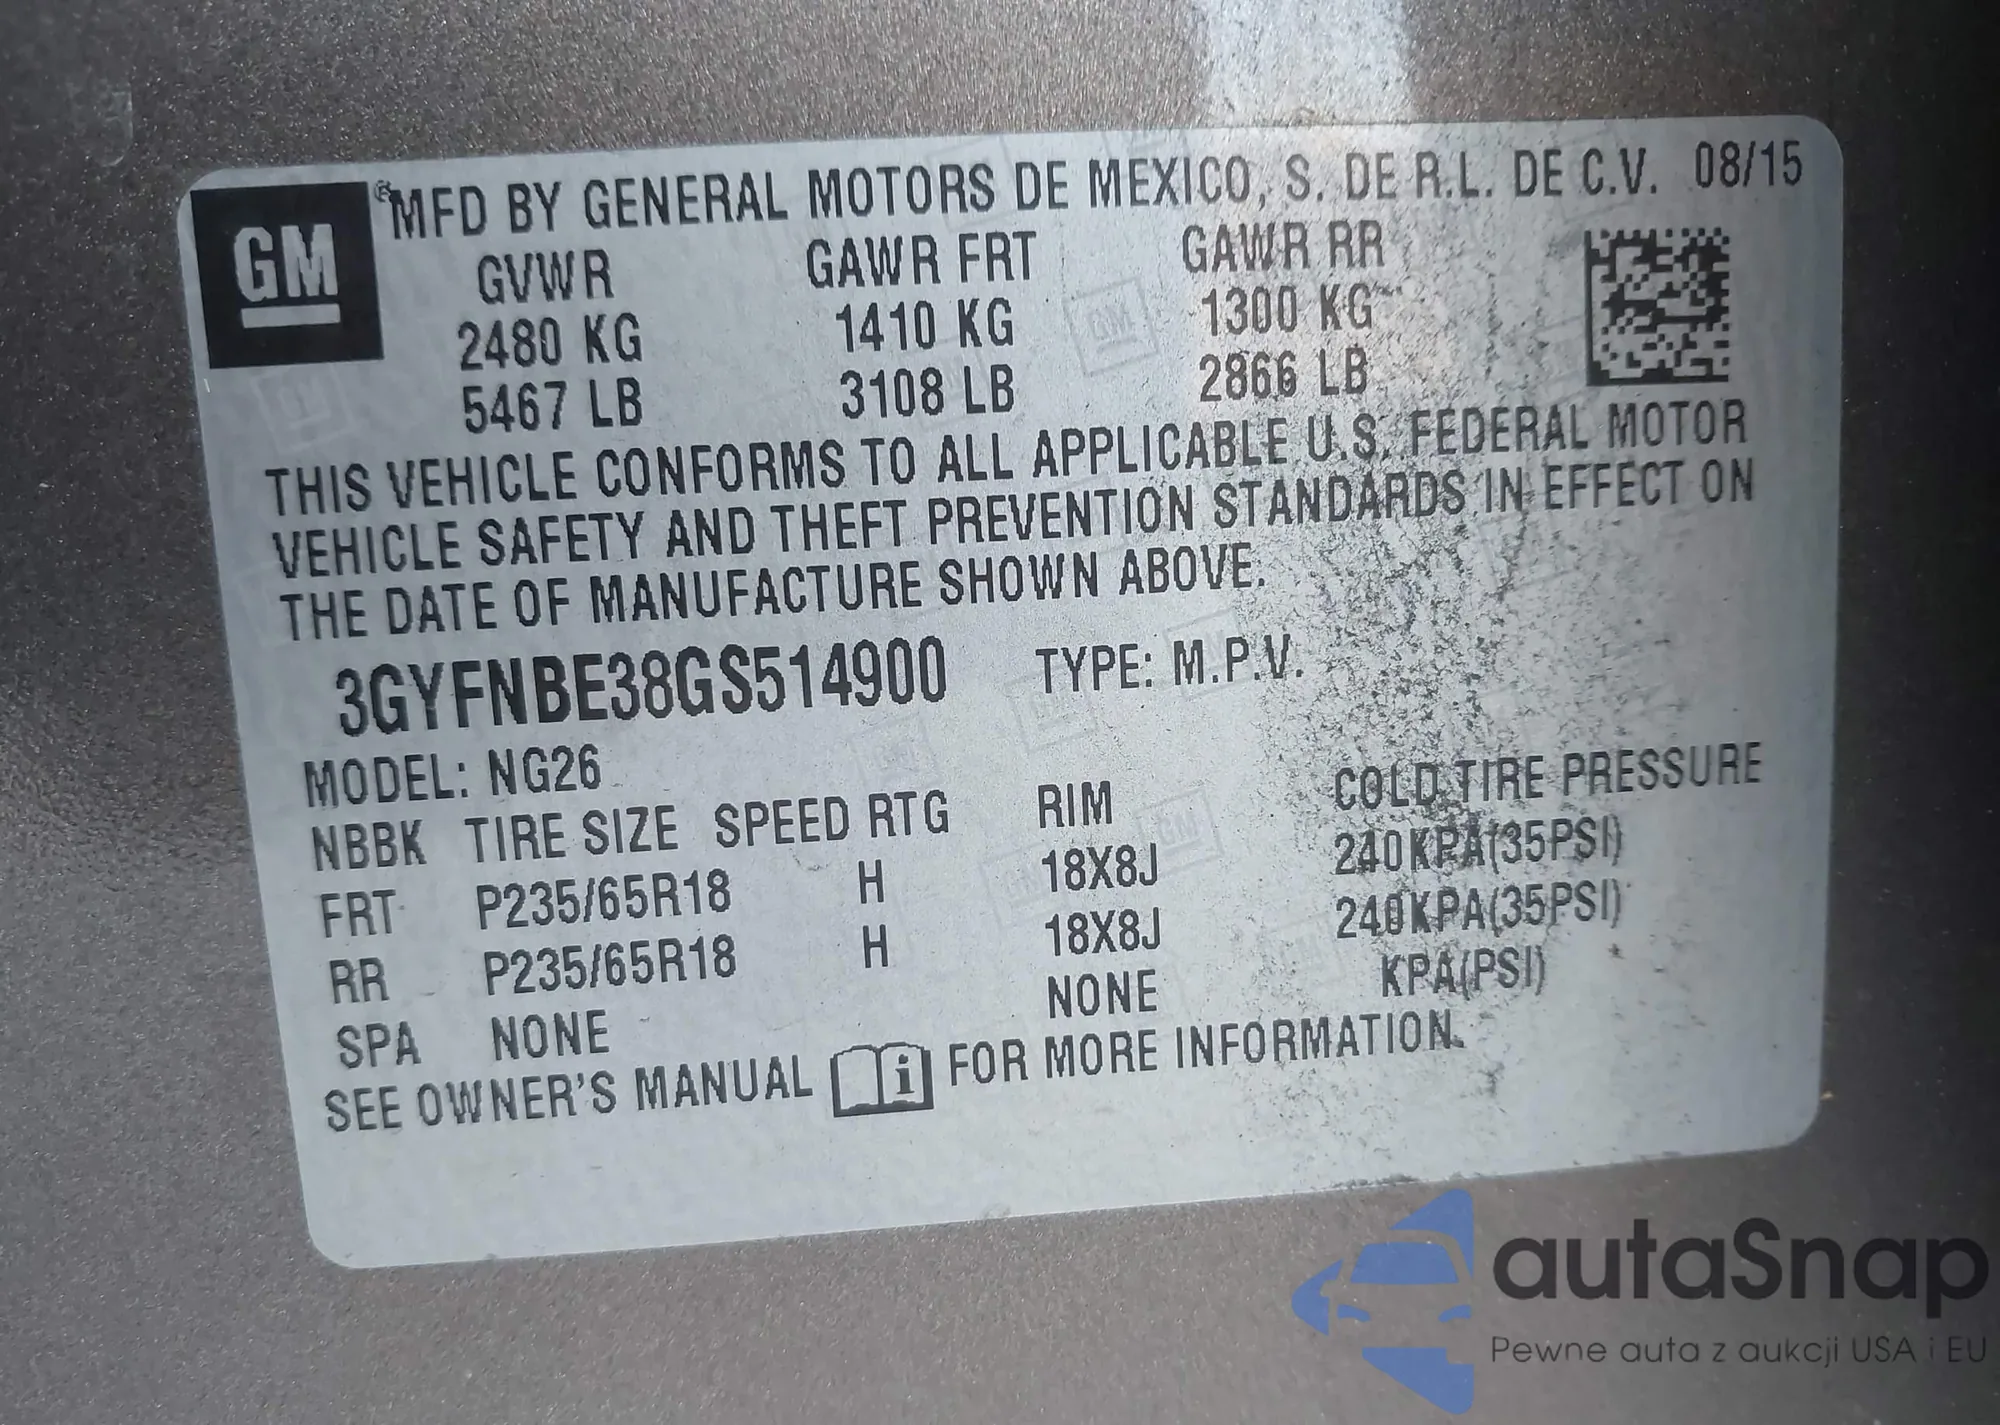 GM
® MFD BY GENERAL MOTORS DE MEXICO, S. DE R.L. DE C.V. 08/15
GVWR GAWR FRT GAWR RR
2480 KG 1410 KG 1300 KG
5467 LB 3108 LB 2866 LB
THIS VEHICLE CONFORMS TO ALL APPLICABLE U.S. FEDERAL MOTOR
VEHICLE SAFETY AND THEFT PREVENTION STANDARDS IN EFFECT ON
THE DATE OF MANUFACTURE SHOWN ABOVE.
3GYFNBE38GS514900 TYPE: M.P.V.
MODEL: NG26
NBBK TIRE SIZE SPEED RTG RIM COLD TIRE PRESSURE
FRT P235/65R18 H 18X8J 240KPA(35PSI)
RR P235/65R18 H 18X8J 240KPA(35PSI)
SPA NONE NONE KPA(PSI)
SEE OWNER'S MANUAL i FOR MORE INFORMATION.
autaSnap
Pewne auta z aukcji USA i EU